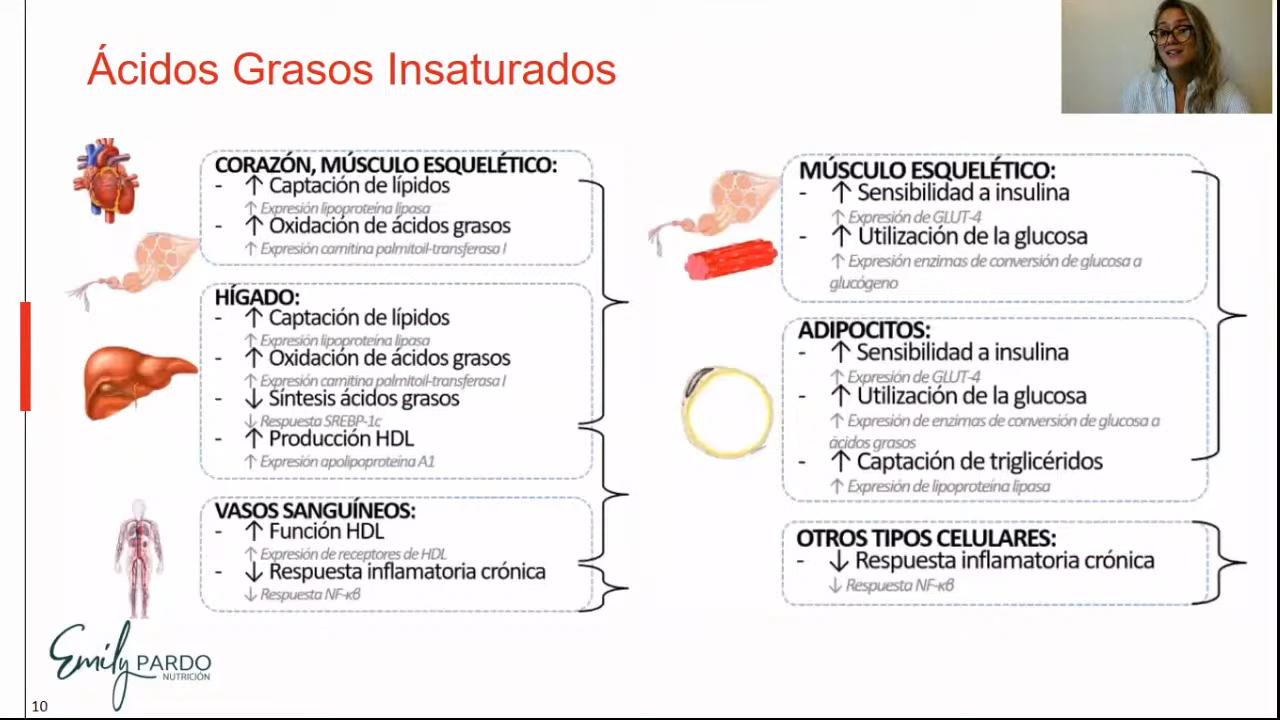 Ácidos Grasos Insaturados
CORAZÓN, MÚSCULO ESQUELÉTICO:
- ↑ Captación de lípidos
↑ Expresión lipoproteína lipasa
- ↑ Oxidación de ácidos grasos
↑ Expresión carnitina palmitoil-transferasa I
HÍGADO:
- ↑ Captación de lípidos
↑ Expresión lipoproteína lipasa
- ↑ Oxidación de ácidos grasos
↑ Expresión carnitina palmitoil-transferasa I
- ↓ Síntesis ácidos grasos
↓ Respuesta SREBP-1c
- ↑ Producción HDL
↑ Expresión apolipoproteína A1
VASOS SANGUÍNEOS:
- ↑ Función HDL
↑ Expresión de receptores de HDL
- ↓ Respuesta inflamatoria crónica
↓ Respuesta NF-κβ
MÚSCULO ESQUELÉTICO:
- ↑ Sensibilidad a insulina
↑ Expresión de GLUT-4
- ↑ Utilización de la glucosa
↑ Expresión enzimas de conversión de glucosa a
glucógeno
ADIPOCITOS:
- ↑ Sensibilidad a insulina
↑ Expresión de GLUT-4
- ↑ Utilización de la glucosa
↑ Expresión de enzimas de conversión de glucosa a
ácidos grasos
- ↑ Captación de triglicéridos
↑ Expresión de lipoproteína lipasa
OTROS TIPOS CELULARES:
- ↓ Respuesta inflamatoria crónica
↓ Respuesta NF-κβ
Emily PARDO
NUTRICIÓN
10